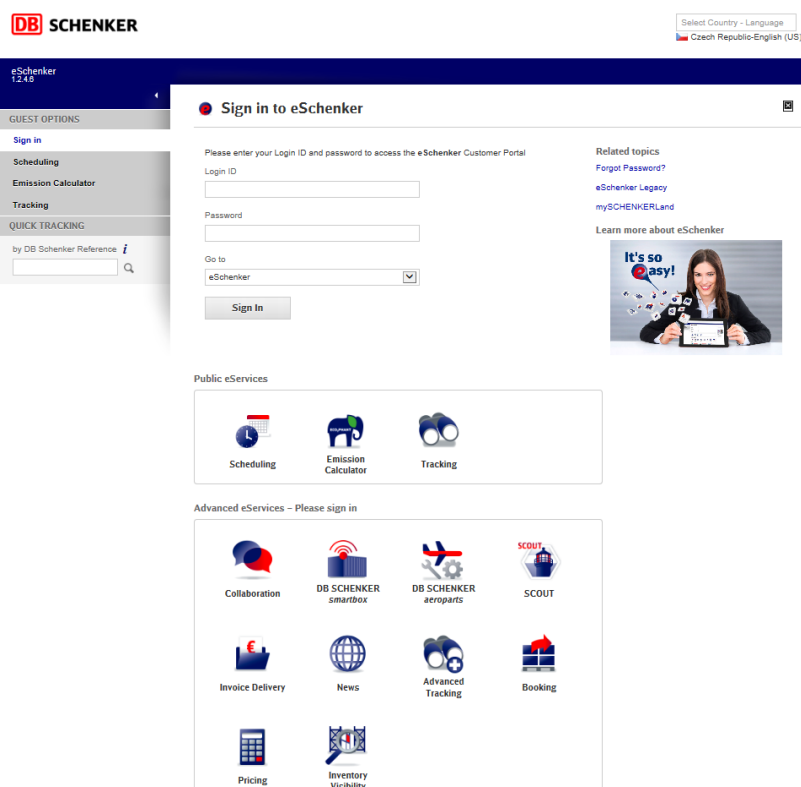 DB SCHENKER
Select Country - Language
Czech Republic-English (US)
eSchenker
1.2.4.6
GUEST OPTIONS
Sign in
Scheduling
Emission Calculator
Tracking
QUICK TRACKING
by DB Schenker Reference i
Sign in to eSchenker
Please enter your Login ID and password to access the eSchenker Customer Portal
Login ID
Password
Go to
eSchenker
Sign In
Related topics
Forgot Password?
eSchenker Legacy
mySCHENKERLand
Learn more about eSchenker
It's so
easy!
Public eServices
Scheduling
Emission
Calculator
Tracking
Advanced eServices – Please sign in
Collaboration
DB SCHENKER
smartbox
DB SCHENKER
aeroparts
SCOUT
SCOUT
Invoice Delivery
News
Advanced
Tracking
Booking
Pricing
Inventory
Visibility